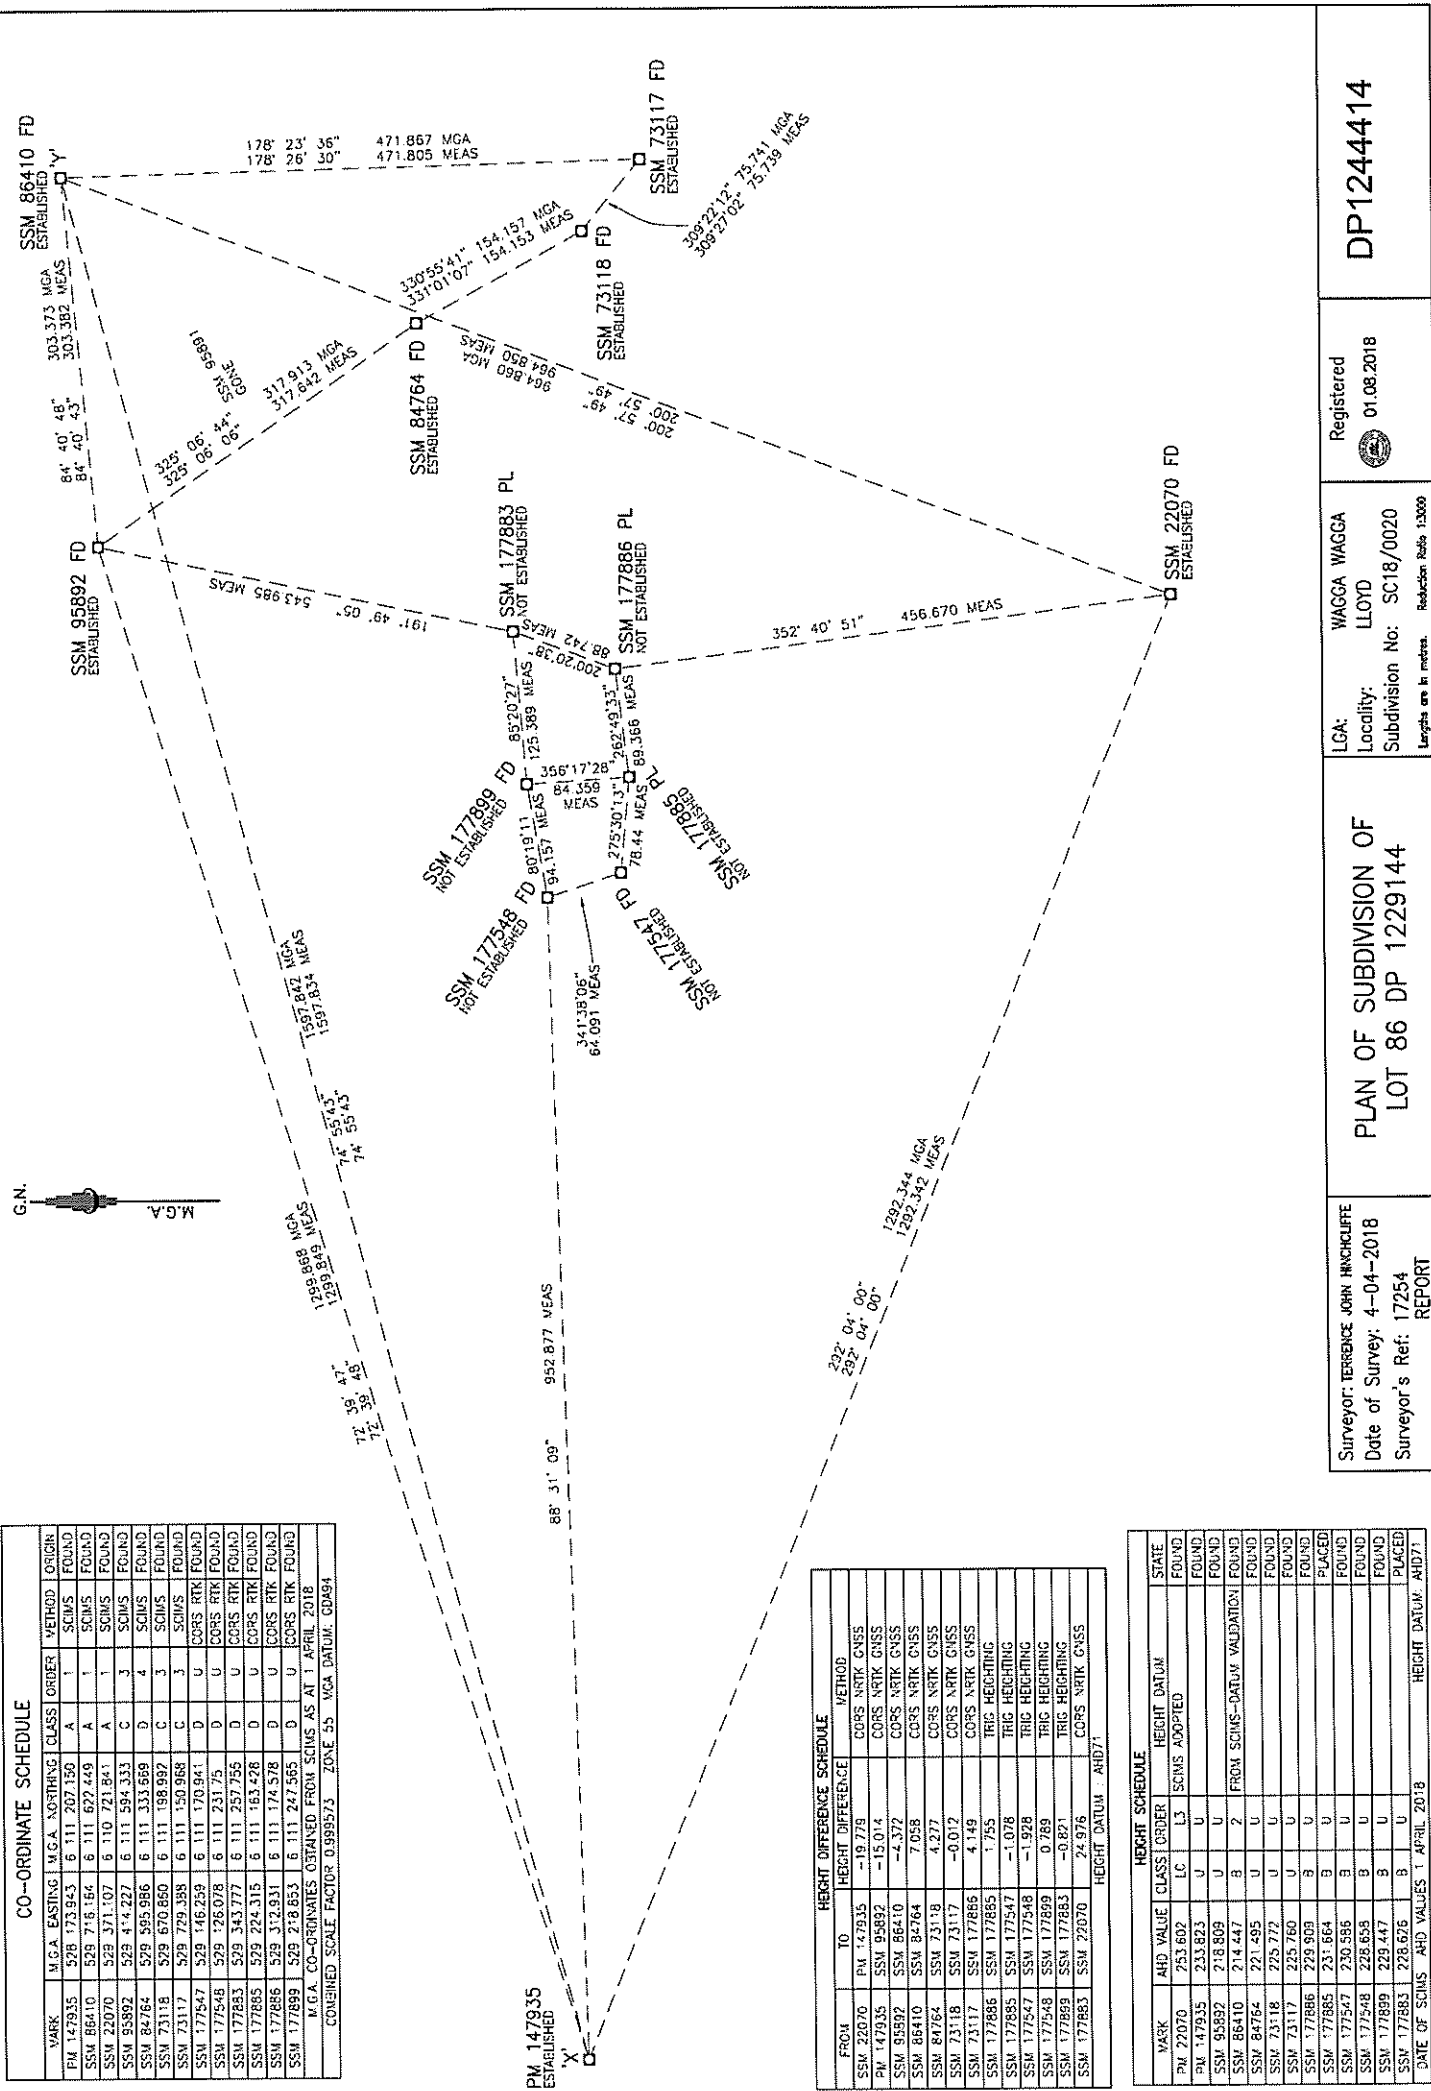 CO-ORDINATE SCHEDULE
MARK M.G.A. EASTING M.G.A. NORTHING CLASS ORDER METHOD ORIGIN
PM 147935 528 173.943 6 111 207.150 A 1 SCIMS FOUND
SSM 86410 529 716.164 6 111 622.449 A 1 SCIMS FOUND
SSM 22070 529 371.107 6 110 721.841 A 1 SCIMS FOUND
SSM 95892 529 414.227 6 111 594.333 C 3 SCIMS FOUND
SSM 84764 529 595.986 6 111 333.669 D 4 SCIMS FOUND
SSM 73118 529 670.860 6 111 198.992 C 3 SCIMS FOUND
SSM 73117 529 729.388 6 111 150.968 C 3 SCIMS FOUND
SSM 177547 529 146.259 6 111 170.941 D U CORS RTK FOUND
SSM 177548 529 126.078 6 111 231.75 D U CORS RTK FOUND
SSM 177883 529 343.777 6 111 257.755 D U CORS RTK FOUND
SSM 177885 529 224.315 6 111 163.428 D U CORS RTK FOUND
SSM 177886 529 312.931 6 111 174.578 D U CORS RTK FOUND
SSM 177899 529 218.853 6 111 247.565 D U CORS RTK FOUND
M.G.A. CO-ORDINATES OBTAINED FROM SCIMS AS AT 1 APRIL 2018
COMBINED SCALE FACTOR 0.999573 ZONE 55 MGA DATUM: GDA94
HEIGHT DIFFERENCE SCHEDULE
FROM TO HEIGHT DIFFERENCE METHOD
SSM 22070 PM 147935 -19.779 CORS NRTK GNSS
PM 147935 SSM 95892 -15.014 CORS NRTK GNSS
SSM 95892 SSM 86410 -4.372 CORS NRTK GNSS
SSM 86410 SSM 84764 7.058 CORS NRTK GNSS
SSM 84764 SSM 73118 4.277 CORS NRTK GNSS
SSM 73118 SSM 73117 -0.012 CORS NRTK GNSS
SSM 73117 SSM 177886 4.149 CORS NRTK GNSS
SSM 177886 SSM 177885 1.755 TRIG HEIGHTING
SSM 177885 SSM 177547 -1.078 TRIG HEIGHTING
SSM 177547 SSM 177548 -1.928 TRIG HEIGHTING
SSM 177548 SSM 177899 0.789 TRIG HEIGHTING
SSM 177899 SSM 177883 -0.821 TRIG HEIGHTING
SSM 177883 SSM 22070 24.976 CORS NRTK GNSS
HEIGHT DATUM : AHD71
HEIGHT SCHEDULE
MARK AHD VALUE CLASS ORDER HEIGHT DATUM STATE
PM 22070 253.602 LC L3 SCIMS ADOPTED FOUND
PM 147935 233.823 U U FOUND
SSM 95892 218.809 U U FOUND
SSM 86410 214.447 B 2 FROM SCIMS-DATUM VALIDATION FOUND
SSM 84764 221.495 U U FOUND
SSM 73118 225.772 U U FOUND
SSM 73117 225.760 U U FOUND
SSM 177886 229.909 B U FOUND
SSM 177885 231.664 B U PLACED
SSM 177547 230.586 B U FOUND
SSM 177548 228.658 B U FOUND
SSM 177899 229.447 B U FOUND
SSM 177883 228.626 B U PLACED
DATE OF SCIMS AHD VALUES 1 APRIL 2018 HEIGHT DATUM: AHD71
G.N.
M.G.A.
PM 147935
ESTABLISHED
'X'
72° 39' 47" 1299.868 MGA
72° 39' 48" 1299.849 MEAS
74° 55'43" 1597.842 MGA
74° 55'43" 1597.834 MEAS
88° 31' 09" 952.877 MEAS
292° 04' 00" 1292.344 MGA
292° 04' 00" 1292.342 MEAS
SSM 95892 FD
ESTABLISHED
84° 40' 48" 303.373 MGA
84° 40' 43" 303.382 MEAS
SSM 86410 FD
ESTABLISHED
'Y'
178° 23' 36" 471.867 MGA
178° 26' 30" 471.805 MEAS
SSM 73117 FD
ESTABLISHED
309°22'12" 75.741 MGA
309°27'02" 75.739 MEAS
SSM 73118 FD
ESTABLISHED
330°55'41" 154.157 MGA
331°01'07" 154.153 MEAS
SSM 84764 FD
ESTABLISHED
325° 06' 44" 317.913 MGA
325° 06' 06" 317.642 MEAS
SSM 95891
GONE
200° 57' 49" 964.860 MGA
200° 57' 49" 964.850 MEAS
191° 49' 05" 543.985 MEAS
SSM 177883 PL
NOT ESTABLISHED
200°20'38" 88.742 MEAS
SSM 177886 PL
NOT ESTABLISHED
352° 40' 51" 456.670 MEAS
SSM 22070 FD
ESTABLISHED
85°20'27"
125.389 MEAS
SSM 177899 FD
NOT ESTABLISHED
80°19'11
94.157 MEAS
356°17'28"
84.359
MEAS
262°49'33"
89.366 MEAS
SSM 177885 PL
NOT ESTABLISHED
275°30'13"
78.44 MEAS
SSM 177548 FD
NOT ESTABLISHED
SSM 177547 FD
NOT ESTABLISHED
341°38'06"
64.091 MEAS
Surveyor: TERRENCE JOHN HINCHCLIFFE
Date of Survey: 4-04-2018
Surveyor's Ref: 17254
REPORT
PLAN OF SUBDIVISION OF
LOT 86 DP 1229144
LGA: WAGGA WAGGA
Locality: LLOYD
Subdivision No: SC18/0020
Lengths are in metres. Reduction Ratio 1:3000
Registered
01.08.2018
DP1244414